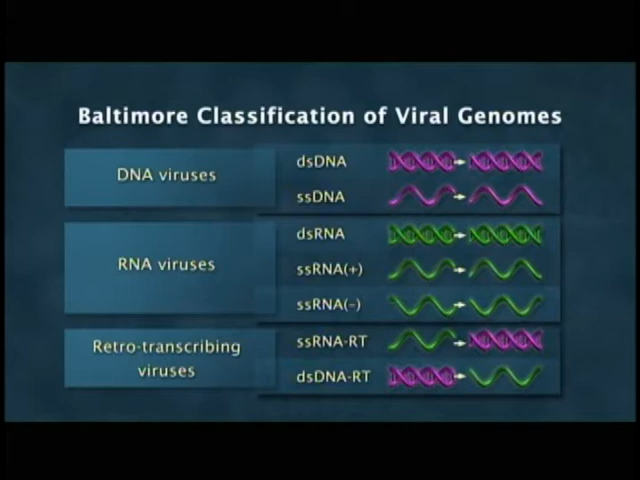 Baltimore Classification of Viral Genomes
DNA viruses
dsDNA
ssDNA
RNA viruses
dsRNA
ssRNA(+)
ssRNA(–)
Retro-transcribing
viruses
ssRNA-RT
dsDNA-RT